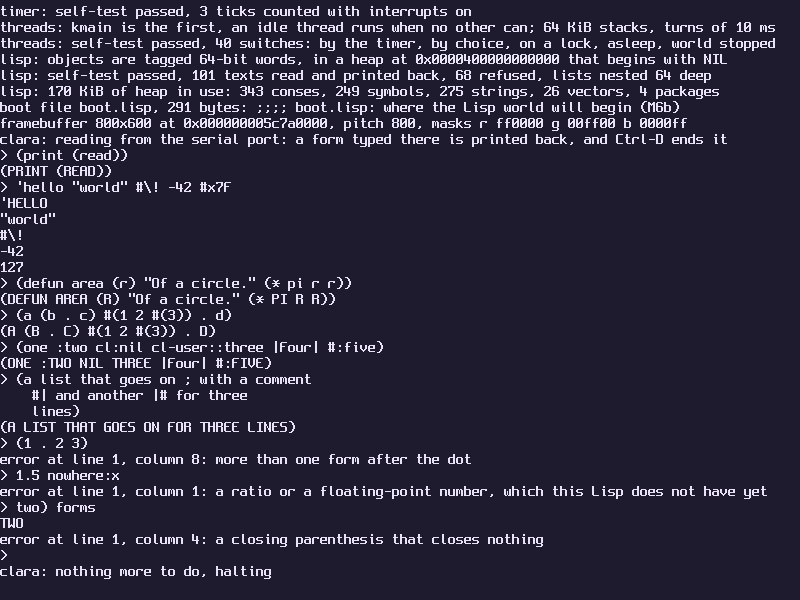 timer: self-test passed, 3 ticks counted with interrupts on
threads: kmain is the first, an idle thread runs when no other can; 64 KiB stacks, turns of 10 ms
threads: self-test passed, 40 switches: by the timer, by choice, on a lock, asleep, world stopped
lisp: objects are tagged 64-bit words, in a heap at 0x0000400000000000 that begins with NIL
lisp: self-test passed, 101 texts read and printed back, 68 refused, lists nested 64 deep
lisp: 170 KiB of heap in use: 343 conses, 249 symbols, 275 strings, 26 vectors, 4 packages
boot file boot.lisp, 291 bytes: ;;;; boot.lisp: where the Lisp world will begin (M6b)
framebuffer 800x600 at 0x000000005c7a0000, pitch 800, masks r ff0000 g 00ff00 b 0000ff
clara: reading from the serial port: a form typed there is printed back, and Ctrl-D ends it
> (print (read))
(PRINT (READ))
> 'hello "world" #\! -42 #x7F
'HELLO
"world"
#\!
-42
127
> (defun area (r) "Of a circle." (* pi r r))
(DEFUN AREA (R) "Of a circle." (* PI R R))
> (a (b . c) #(1 2 #(3)) . d)
(A (B . C) #(1 2 #(3)) . D)
> (one :two cl:nil cl-user::three |Four| #:five)
(ONE :TWO NIL THREE |Four| #:FIVE)
> (a list that goes on ; with a comment
    #| and another |# for three
    lines)
(A LIST THAT GOES ON FOR THREE LINES)
> (1 . 2 3)
error at line 1, column 8: more than one form after the dot
> 1.5 nowhere:x
error at line 1, column 1: a ratio or a floating-point number, which this Lisp does not have yet
> two) forms
TWO
error at line 1, column 4: a closing parenthesis that closes nothing
>
clara: nothing more to do, halting